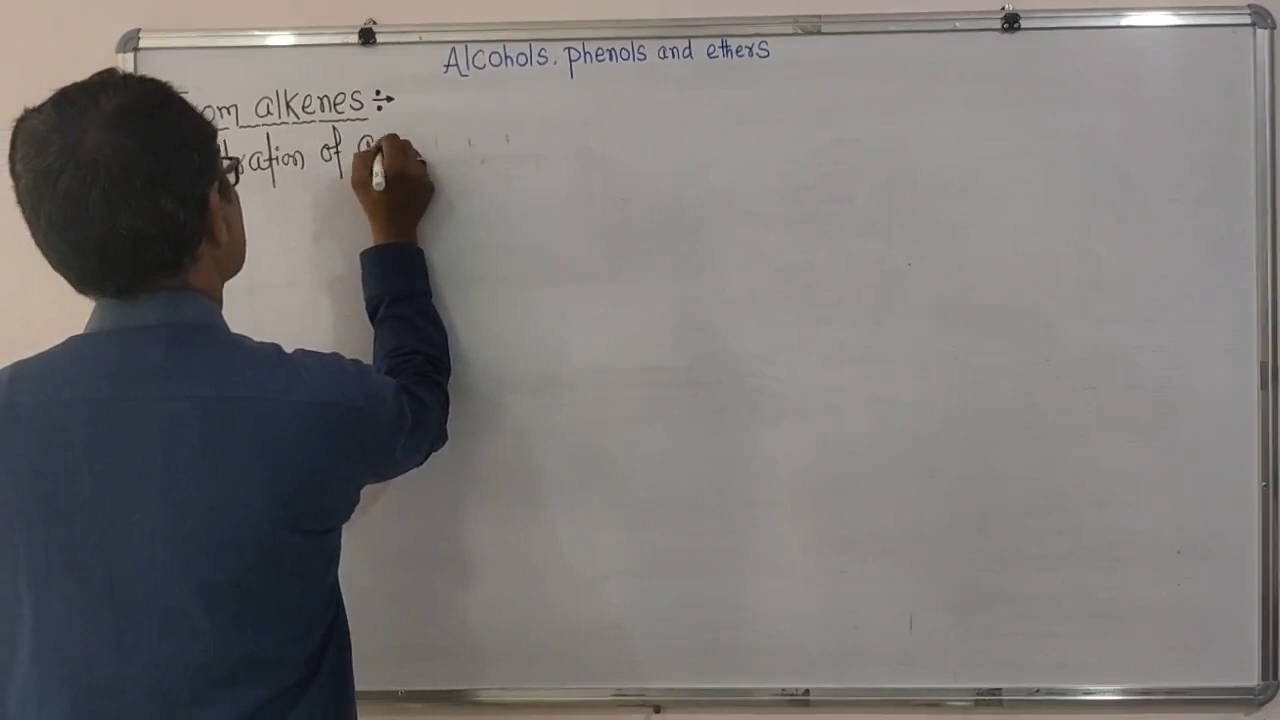 Alcohols, phenols and ethers
alkenes :→
of